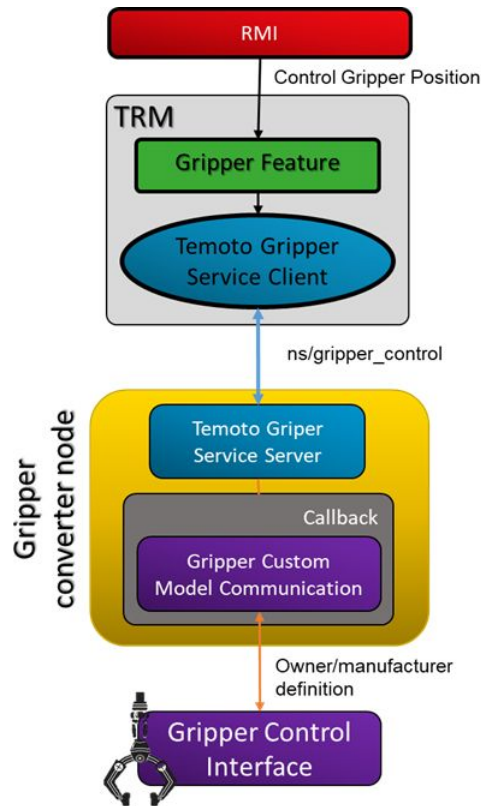 RMI
Control Gripper Position
TRM
Gripper Feature
Temoto Gripper
Service Client
ns/gripper_control
Gripper
converter node
Temoto Griper
Service Server
Callback
Gripper Custom
Model Communication
Owner/manufacturer
definition
Gripper Control
Interface